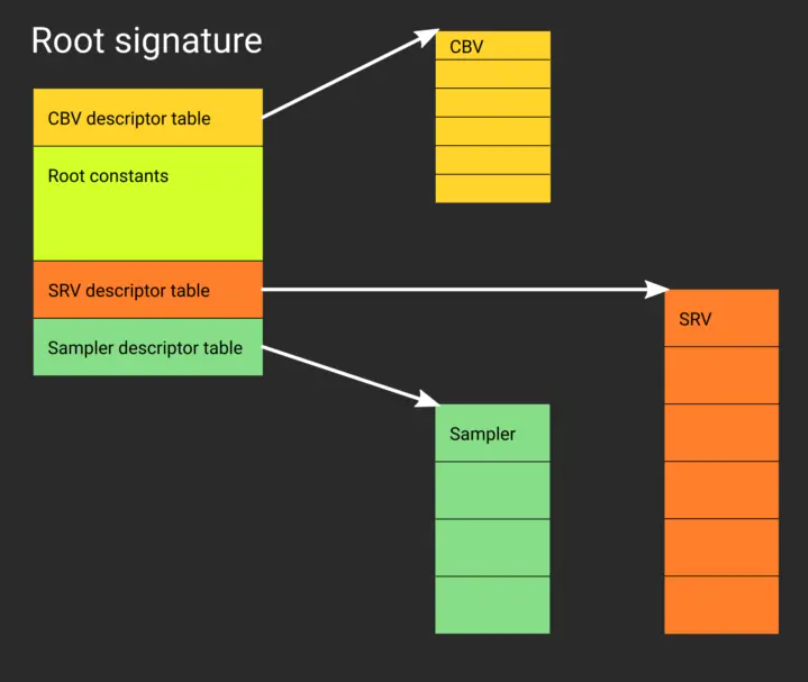 Root signature
CBV descriptor table
Root constants
SRV descriptor table
Sampler descriptor table
CBV
SRV
Sampler